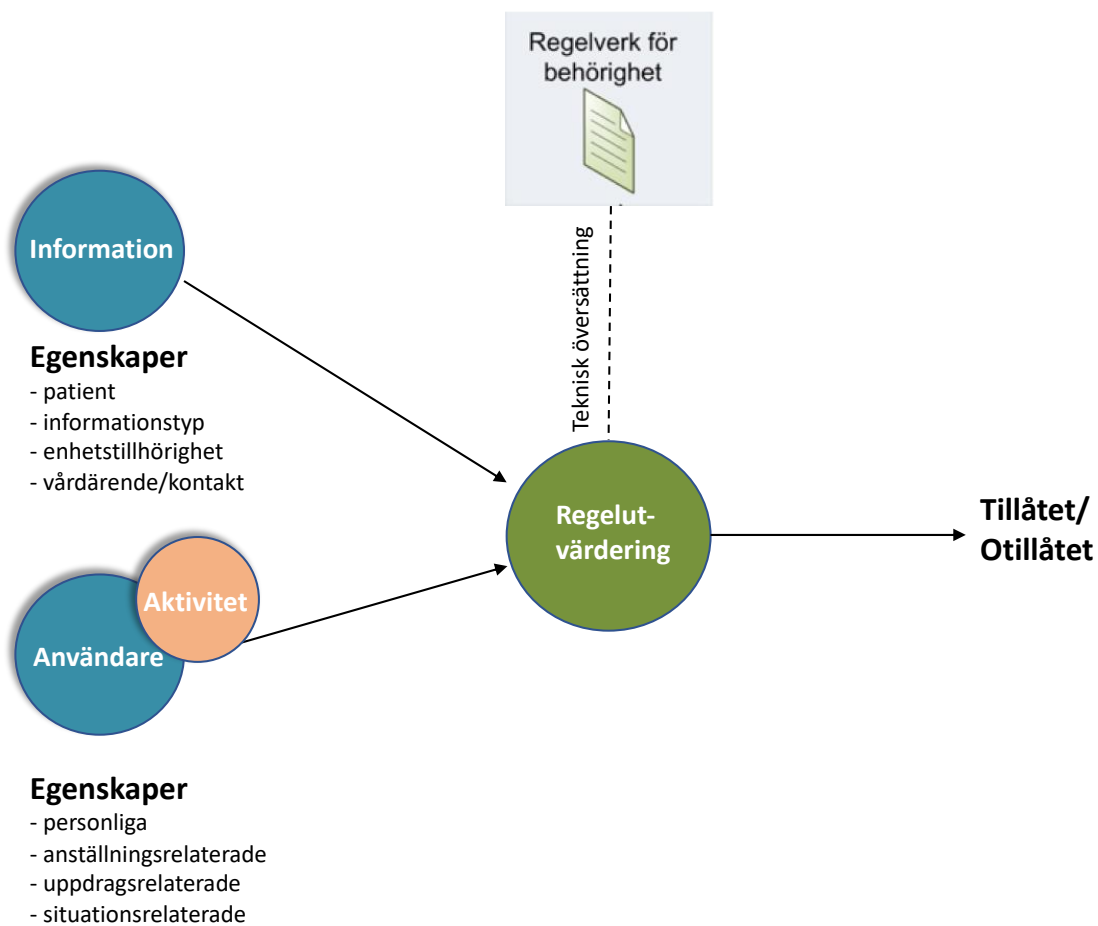 Regelverk för
behörighet
Teknisk översättning
Information
Egenskaper
- patient
- informationstyp
- enhetstillhörighet
- vårdärende/kontakt
Regelut-
värdering
Tillåtet/
Otillåtet
Aktivitet
Användare
Egenskaper
- personliga
- anställningsrelaterade
- uppdragsrelaterade
- situationsrelaterade